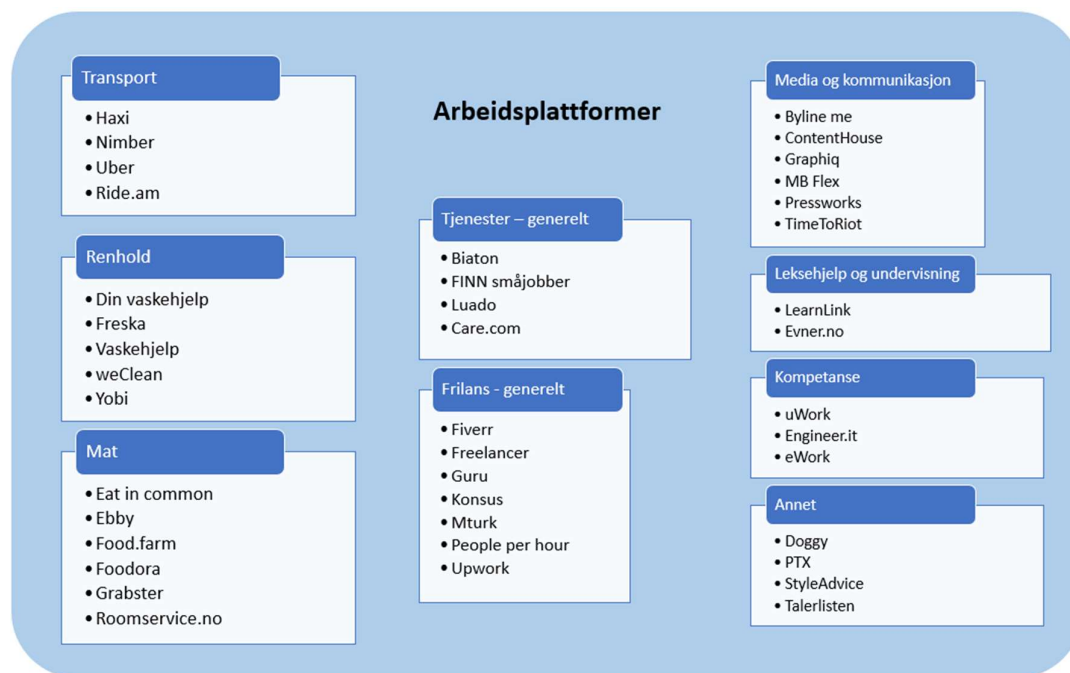 Arbeidsplattformer
Transport
• Haxi
• Nimber
• Uber
• Ride.am
Renhold
• Din vaskehjelp
• Freska
• Vaskehjelp
• weClean
• Yobi
Mat
• Eat in common
• Ebby
• Food.farm
• Foodora
• Grabster
• Roomservice.no
Tjenester – generelt
• Biaton
• FINN småjobber
• Luado
• Care.com
Frilans - generelt
• Fiverr
• Freelancer
• Guru
• Konsus
• Mturk
• People per hour
• Upwork
Media og kommunikasjon
• Byline me
• ContentHouse
• Graphiq
• MB Flex
• Pressworks
• TimeToRiot
Leksehjelp og undervisning
• LearnLink
• Evner.no
Kompetanse
• uWork
• Engineer.it
• eWork
Annet
• Doggy
• PTX
• StyleAdvice
• Talerlisten